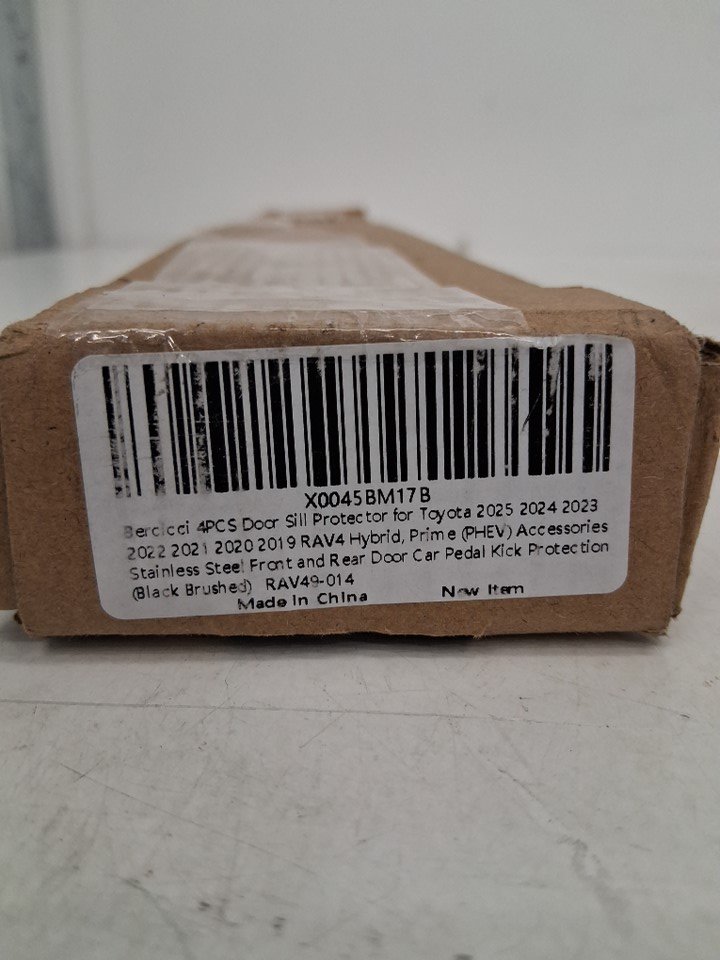 X0045BM17B
Bercicci 4PCS Door Sill Protector for Toyota 2025 2024 2023
2022 2021 2020 2019 RAV4 Hybrid, Prime (PHEV) Accessories
Stainless Steel Front and Rear Door Car Pedal Kick Protection
(Black Brushed) RAV49-014
Made In China New Item